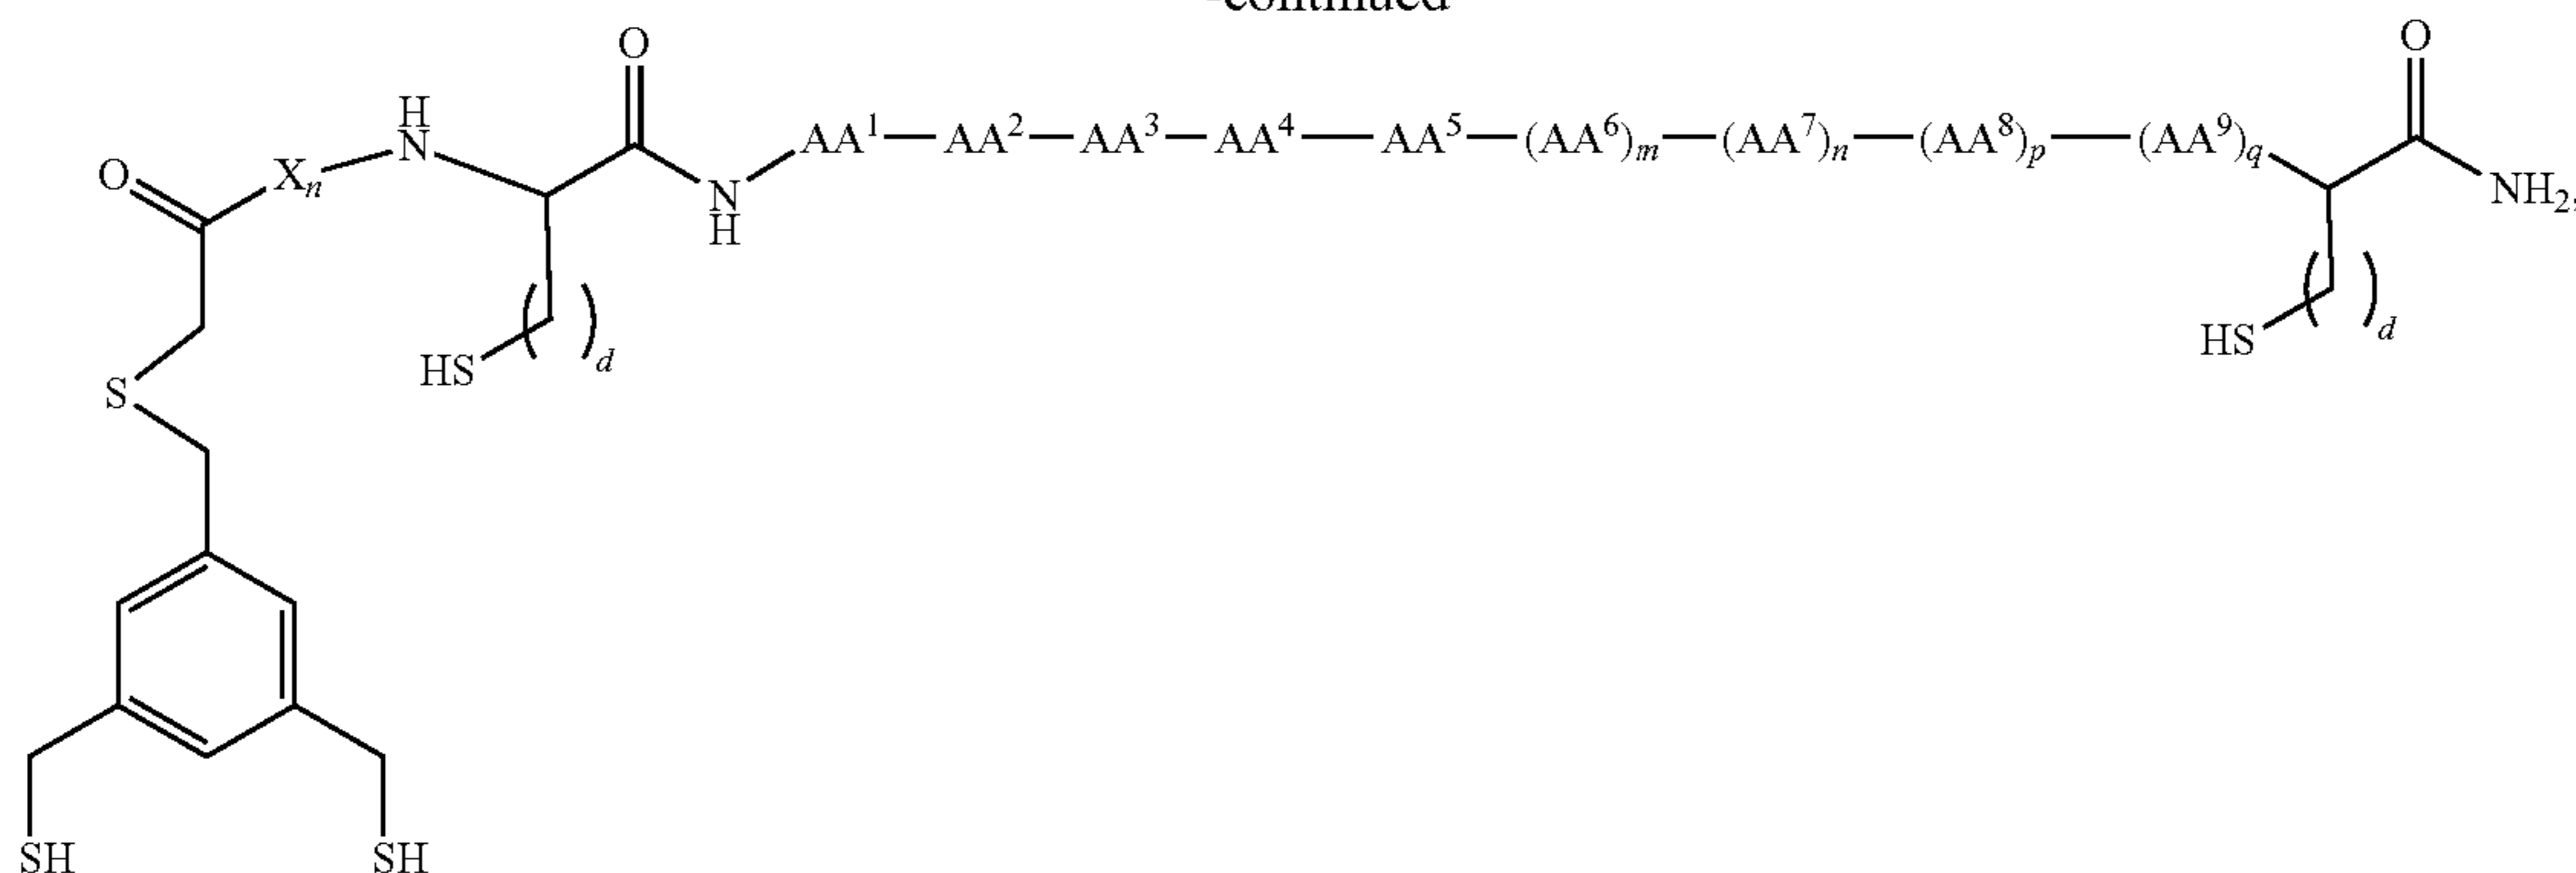 -continued
O
O
H
N
AA¹—AA²—AA³—AA⁴—AA⁵—(AA⁶)m—(AA⁷)n—(AA⁸)p—(AA⁹)q
O
Xn
N
H
NH₂,
( )d
HS
( )d
HS
S
SH
SH